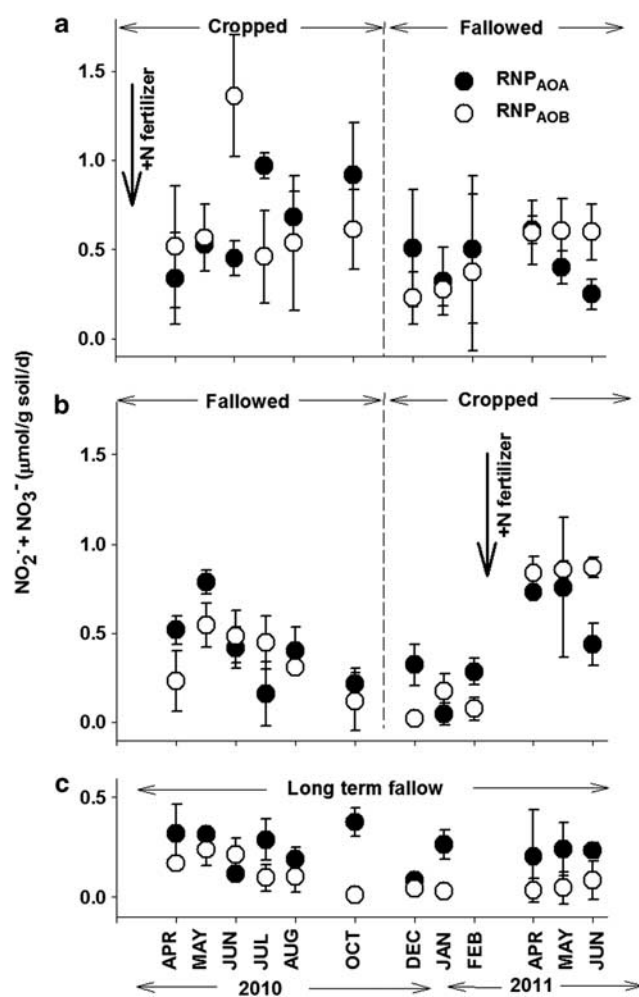 a
Cropped
Fallowed
1.5
1.0
0.5
0.0
+N fertilizer
RNPAOA
RNPAOB
b
Fallowed
Cropped
1.5
1.0
0.5
0.0
+N fertilizer
NO2- + NO3- (μmol/g soil/d)
c
Long term fallow
0.5
0.0
APR
MAY
JUN
JUL
AUG
OCT
DEC
JAN
FEB
APR
MAY
JUN
2010
2011